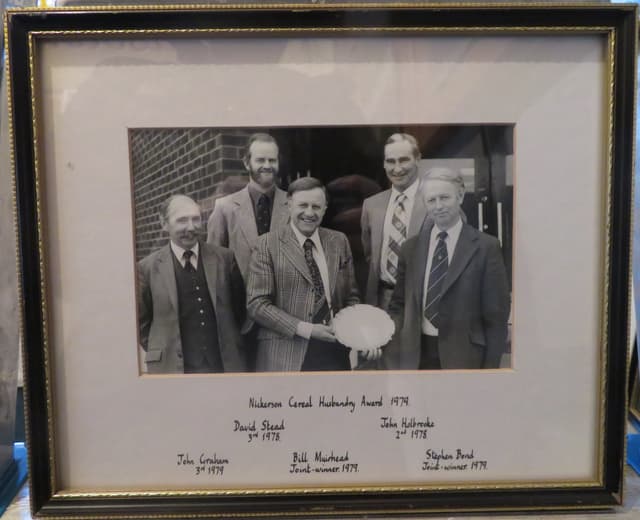 Nickerson Cereal Husbandry Award 1979.
David Stead John Holbrooke
3rd 1978. 2nd 1978.
John Graham Bill Muirhead Stephen Bond
3rd 1979 Joint-winner 1979. Joint-winner 1979.